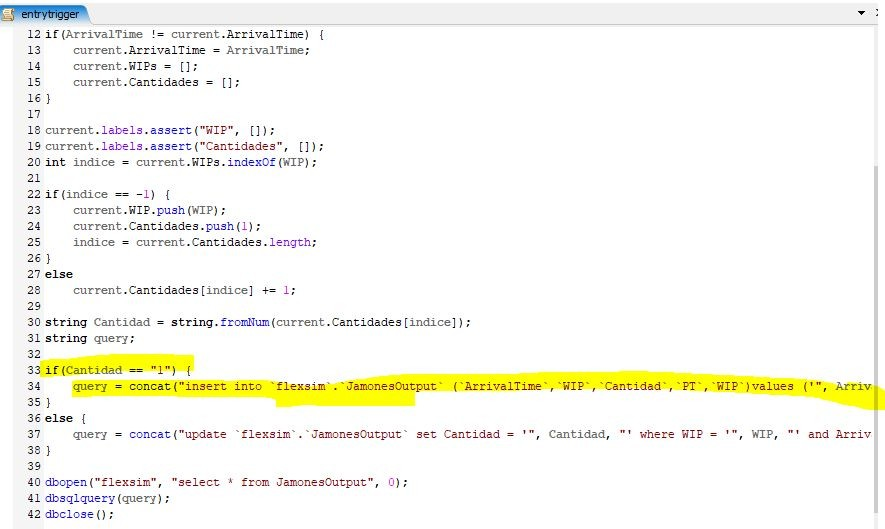 entrytrigger
12 if(ArrivalTime != current.ArrivalTime) {
13 current.ArrivalTime = ArrivalTime;
14 current.WIPs = [];
15 current.Cantidades = [];
16 }
17
18 current.labels.assert("WIP", []);
19 current.labels.assert("Cantidades", []);
20 int indice = current.WIPs.indexOf(WIP);
21
22 if(indice == -1) {
23 current.WIP.push(WIP);
24 current.Cantidades.push(1);
25 indice = current.Cantidades.length;
26 }
27 else
28 current.Cantidades[indice] += 1;
29
30 string Cantidad = string.fromNum(current.Cantidades[indice]);
31 string query;
32
33 if(Cantidad == "1") {
34 query = concat("insert into `flexsim`.`JamonesOutput` (`ArrivalTime`,`WIP`,`Cantidad`,`PT`,`WIP`)values ('", Arriv
35 }
36 else {
37 query = concat("update `flexsim`.`JamonesOutput` set Cantidad = '", Cantidad, "' where WIP = '", WIP, "' and Arriv
38 }
39
40 dbopen("flexsim", "select * from JamonesOutput", 0);
41 dbsqlquery(query);
42 dbclose();